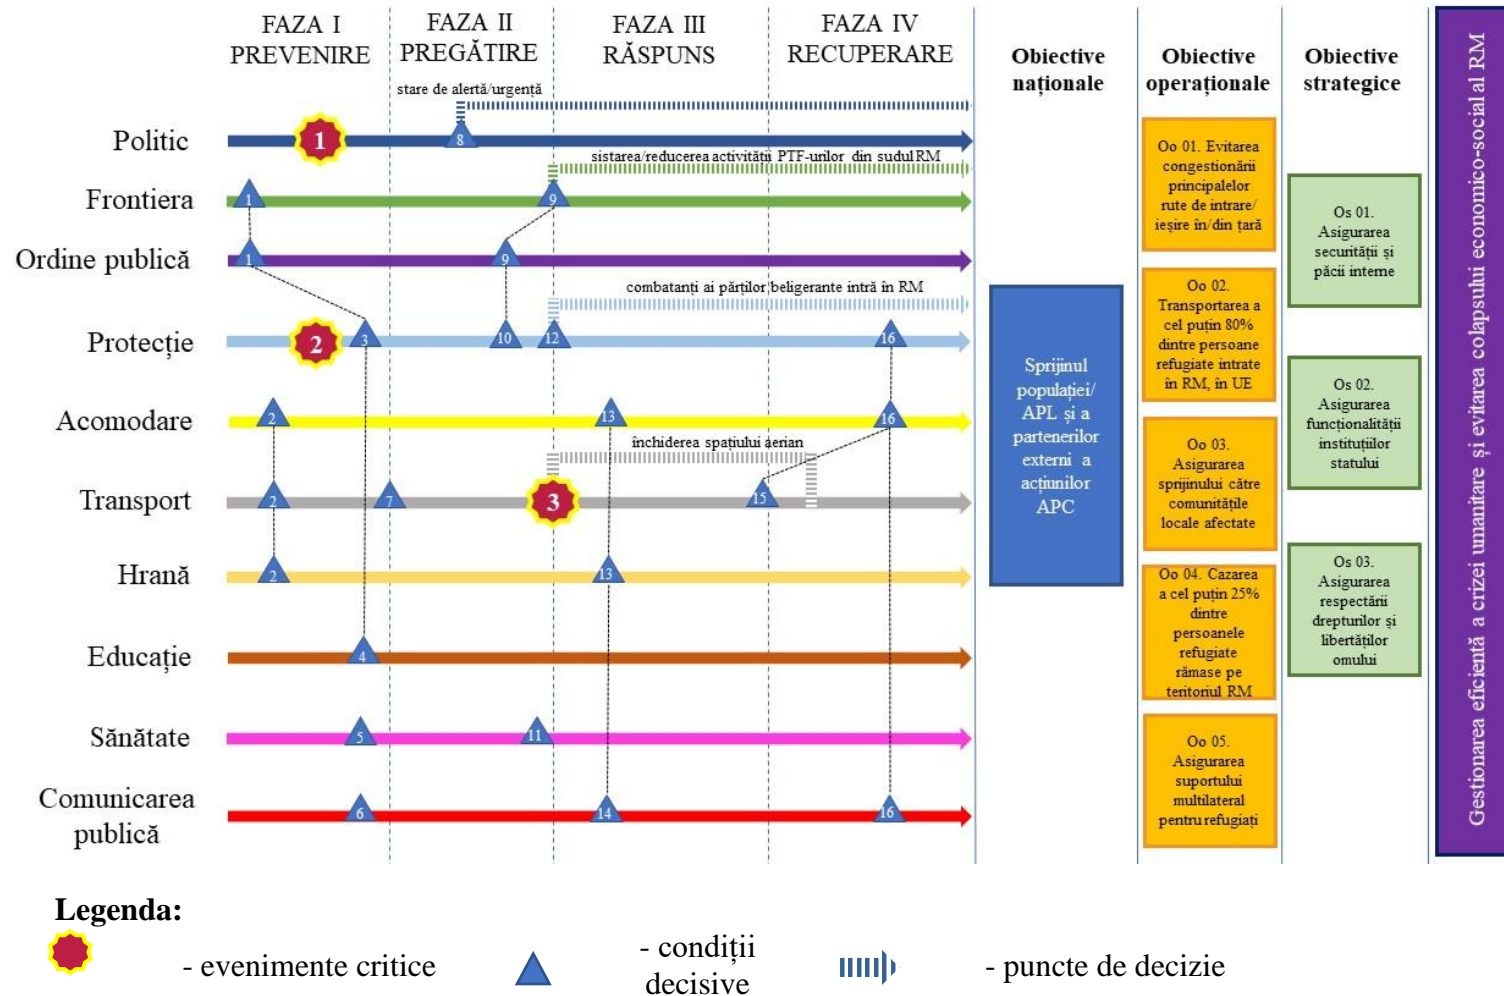 FAZA I
PREVENIRE
FAZA II
PREGĂTIRE
FAZA III
RĂSPUNS
FAZA IV
RECUPERARE
Obiective
naționale
Obiective
operaționale
Obiective
strategice
stare de alertă/urgență
Politic
1
8
sistarea/reducerea activității PTF-urilor din sudul RM
Frontiera
1
9
Ordine publică
1
9
combatanți ai părților beligerante intră în RM
Protecție
2
3
10
12
16
Acomodare
2
13
16
închiderea spațiului aerian
Transport
2
7
3
15
Hrană
2
13
Educație
4
Sănătate
5
11
Comunicarea
publică
6
14
16
Sprijinul
populației/
APL și a
partenerilor
externi a
acțiunilor
APC
Oo 01. Evitarea
congestionării
principalelor
rute de intrare/
ieșire în/din țară
Oo 02.
Transportarea a
cel puțin 80%
dintre persoane
refugiate intrate
în RM, în UE
Oo 03.
Asigurarea
sprijinului către
comunitățile
locale afectate
Oo 04. Cazarea
a cel puțin 25%
dintre
persoanele
refugiate
rămase pe
teritoriul RM
Oo 05.
Asigurarea
suportului
multilateral
pentru refugiați
Os 01.
Asigurarea
securității și
păcii interne
Os 02.
Asigurarea
funcționalității
instituțiilor
statului
Os 03.
Asigurarea
respectării
drepturilor și
libertăților
omului
Gestionarea eficientă a crizei umanitare și evitarea colapsului economico-social al RM
Legenda:
- evenimente critice
- condiții
decisive
- puncte de decizie